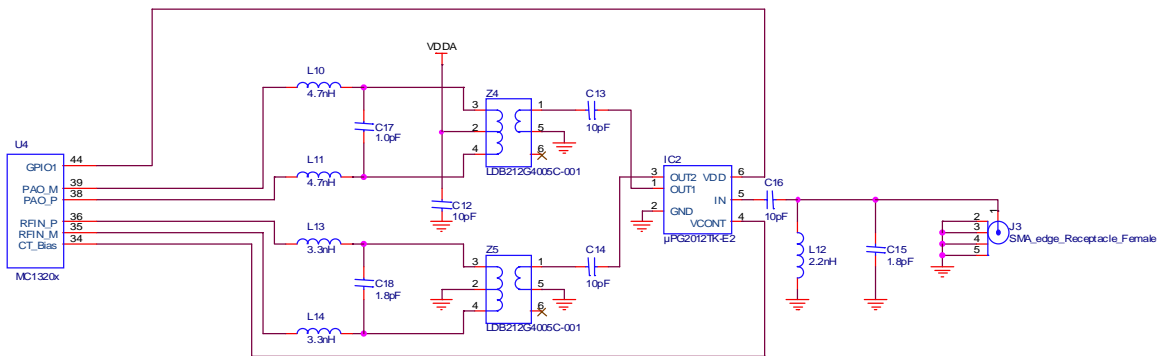 VDDA
L10
4.7nH
C17
1.0pF
Z4
3
2
4
1
5
6
LDB212G4005C-001
C13
10pF
U4
GPIO1
44
PAO_M
39
PAO_P
38
RFIN_P
36
RFIN_M
35
CT_Bias
34
MC1320x
L11
4.7nH
C12
10pF
IC2
3
OUT2
VDD
6
1
OUT1
IN
5
2
GND
VCONT
4
µPG2012TK-E2
C16
10pF
L13
3.3nH
C18
1.8pF
L14
3.3nH
Z5
3
2
4
1
5
6
LDB212G4005C-001
C14
10pF
L12
2.2nH
C15
1.8pF
1
2
3
4
5
J3
SMA_edge_Receptacle_Female